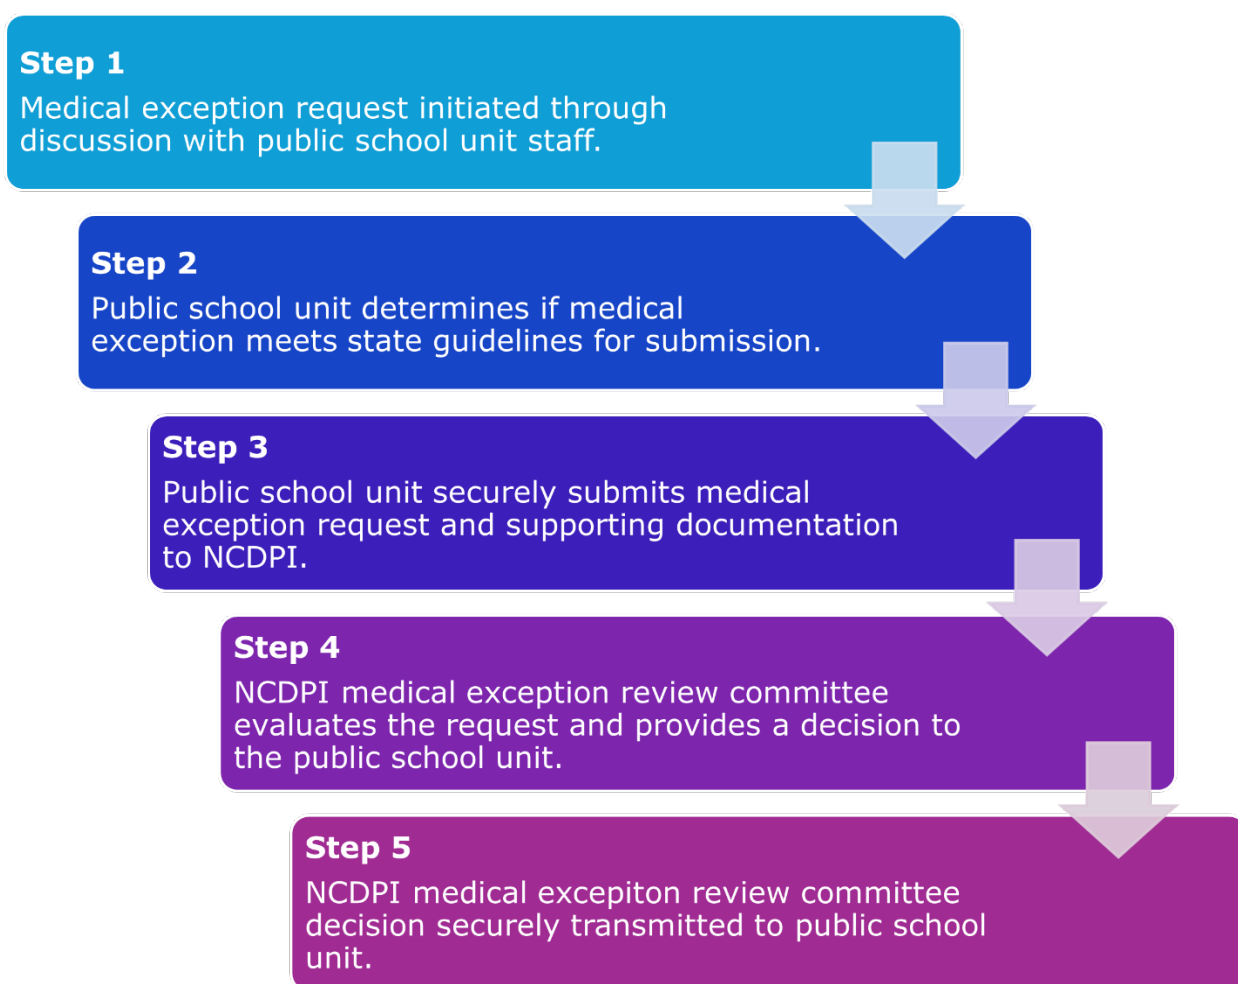 Step 1
Medical exception request initiated through
discussion with public school unit staff.
Step 2
Public school unit determines if medical
exception meets state guidelines for submission.
Step 3
Public school unit securely submits medical
exception request and supporting documentation
to NCDPI.
Step 4
NCDPI medical exception review committee
evaluates the request and provides a decision to
the public school unit.
Step 5
NCDPI medical excepiton review committee
decision securely transmitted to public school
unit.